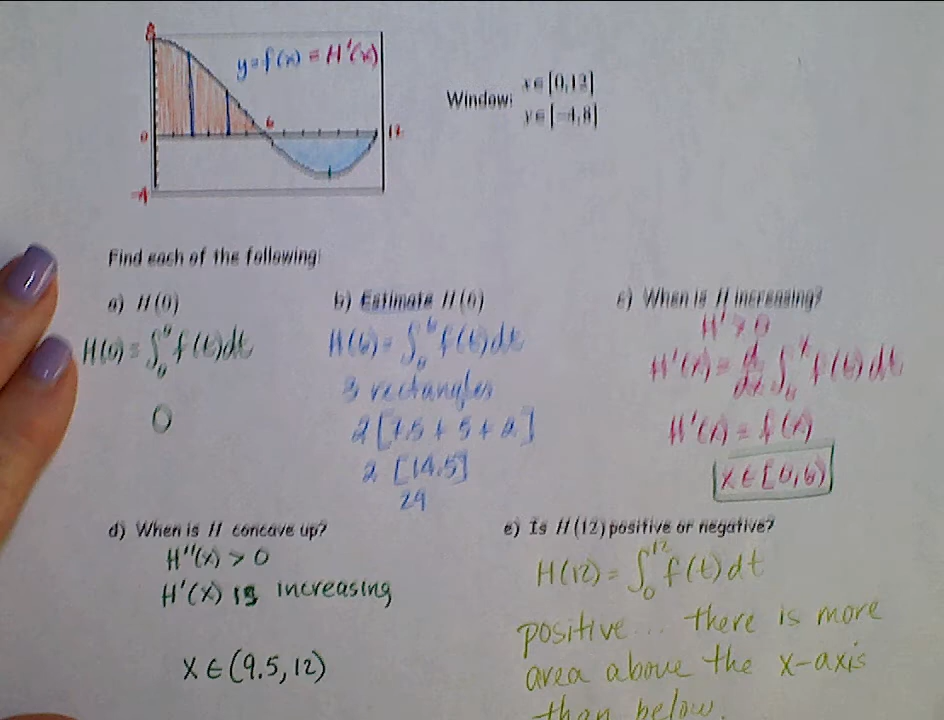 8
y=f(x) = H'(x)
Window: x∈[0,12]
y∈[-4,8]
6
0
12
-4
Find each of the following:
a) H(0)
b) Estimate H(6)
c) When is H increasing?
H(0) = ∫₀⁰ f(t)dt
0
H(6) = ∫₀⁶ f(t)dt
3 rectangles
2 [7.5 + 5 + 2]
2 [14.5]
29
H' > 0
H'(x) = d/dx ∫₀ˣ f(t) dt
H'(x) = f(x)
x ∈ [0,6)
d) When is H concave up?
H''(x) > 0
H'(x) is increasing
x ∈ (9.5, 12)
e) Is H(12) positive or negative?
H(12) = ∫₀¹² f(t) dt
positive... there is more
area above the x-axis
than below.